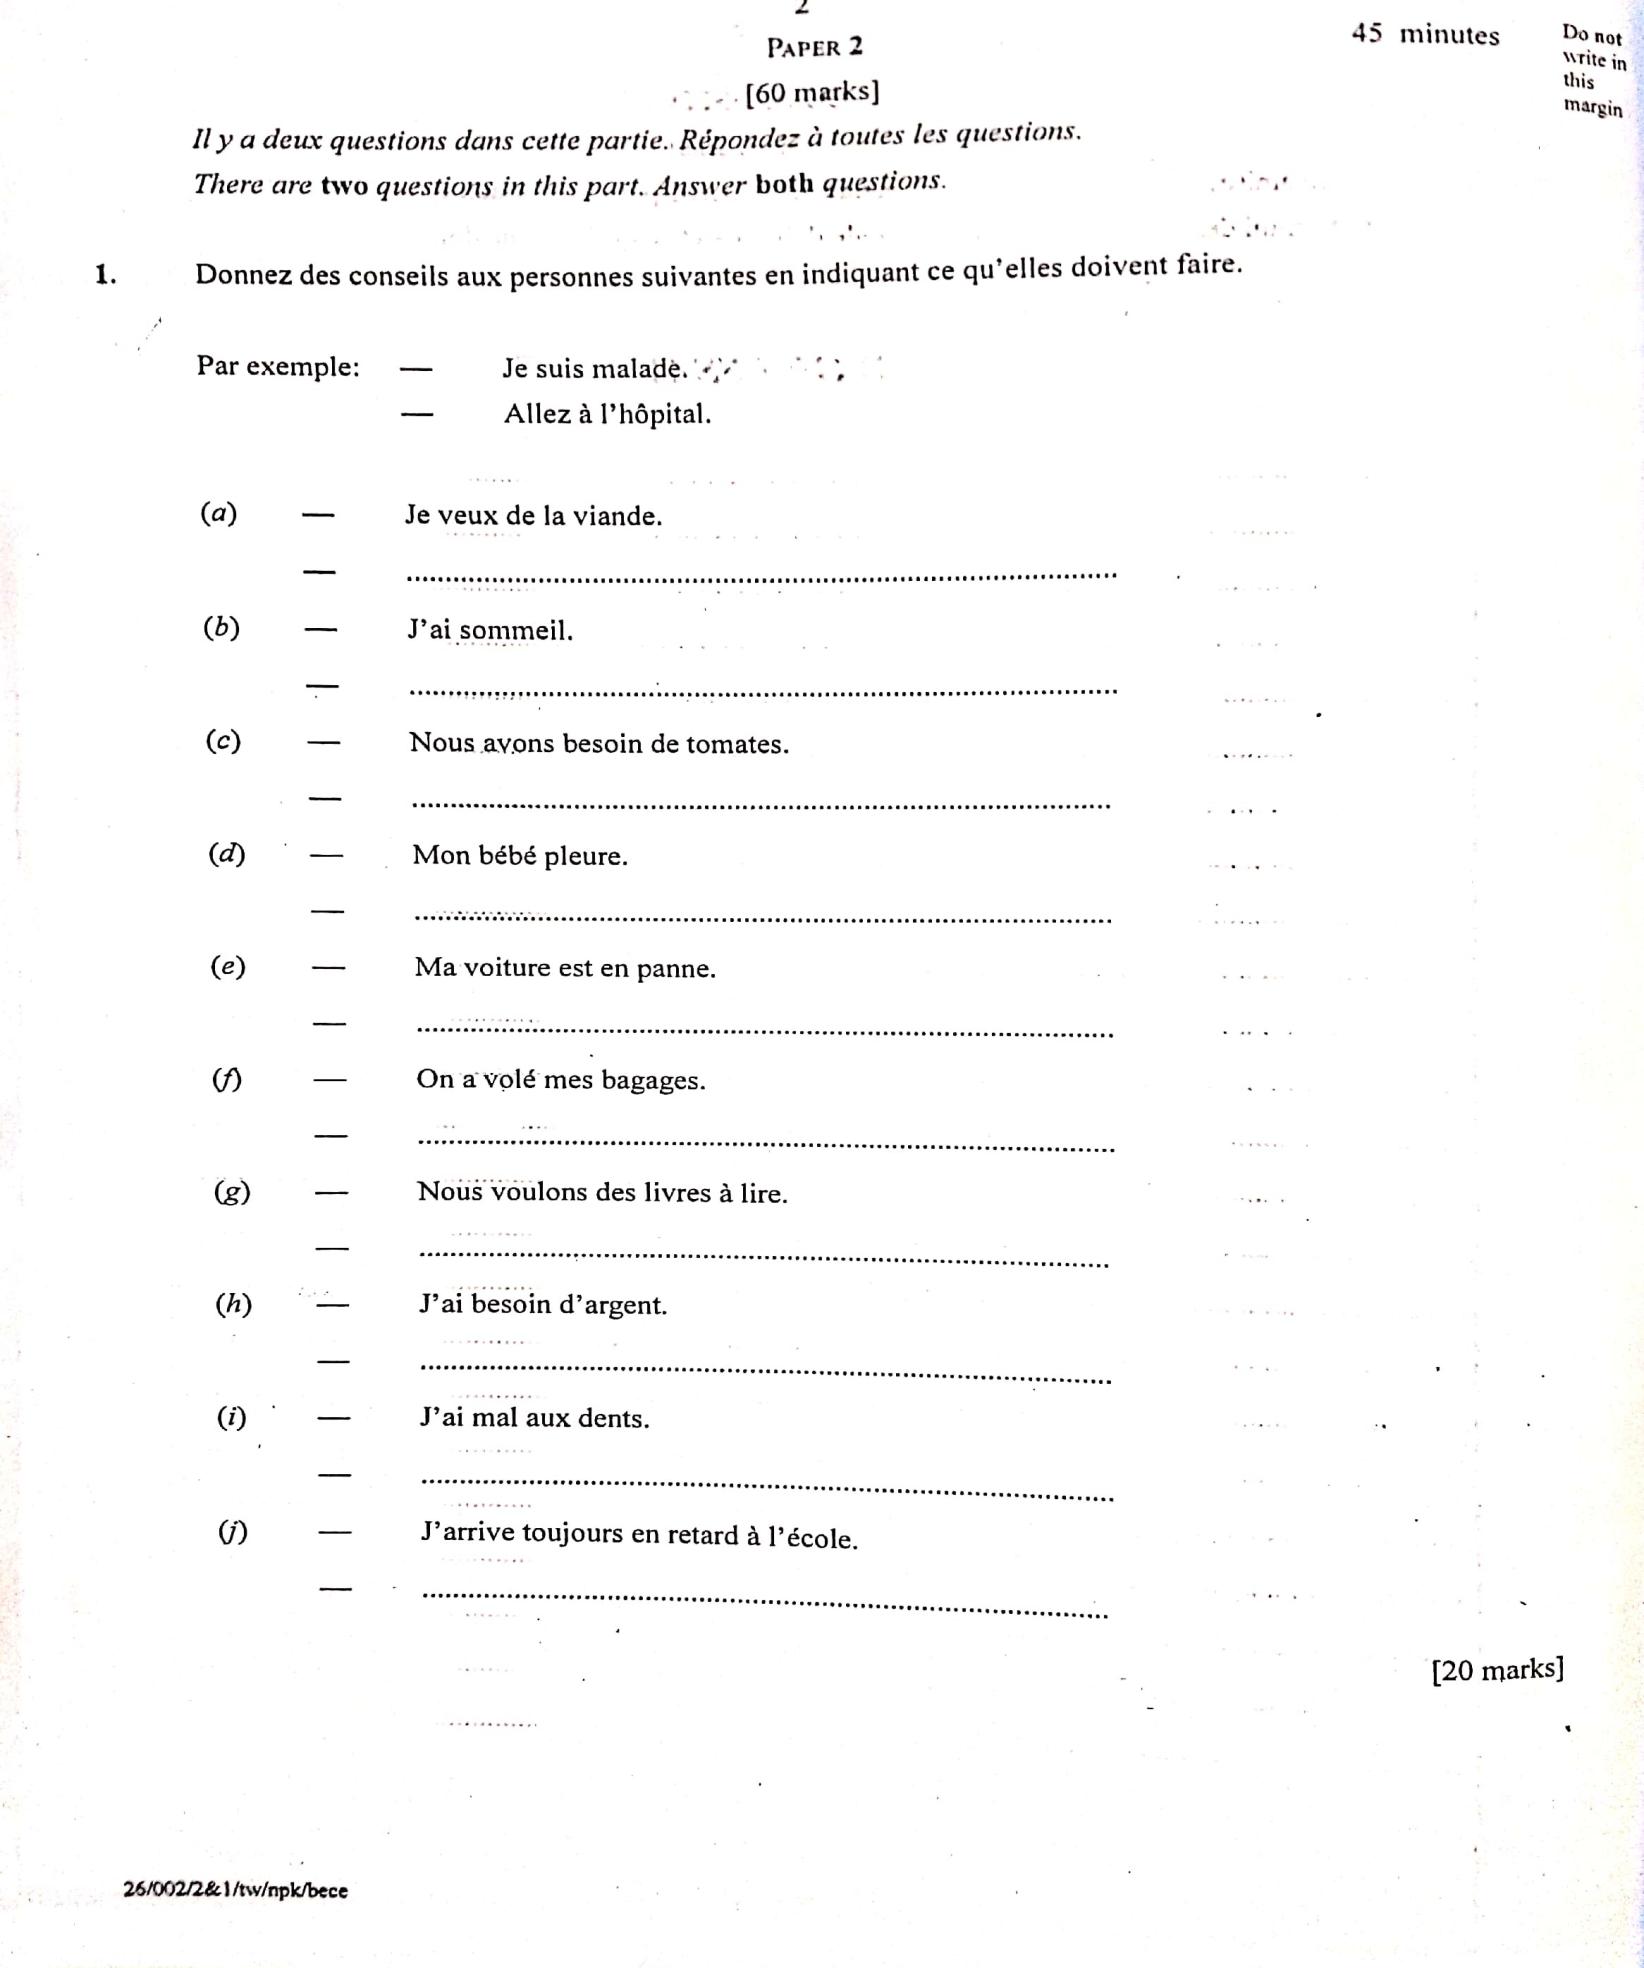 2
PAPER 2
45 minutes
Do not
write in
this
margin
[60 marks]
Il y a deux questions dans cette partie. Répondez à toutes les questions.
There are two questions in this part. Answer both questions.
1. Donnez des conseils aux personnes suivantes en indiquant ce qu'elles doivent faire.
Par exemple: — Je suis malade.
— Allez à l'hôpital.
(a) — Je veux de la viande.
— ....................
(b) — J'ai sommeil.
— ....................
(c) — Nous avons besoin de tomates.
— ....................
(d) — Mon bébé pleure.
— ....................
(e) — Ma voiture est en panne.
— ....................
(f) — On a volé mes bagages.
— ....................
(g) — Nous voulons des livres à lire.
— ....................
(h) — J'ai besoin d'argent.
— ....................
(i) — J'ai mal aux dents.
— ....................
(j) — J'arrive toujours en retard à l'école.
— ....................
[20 marks]
26/002/2&1/tw/npk/bece